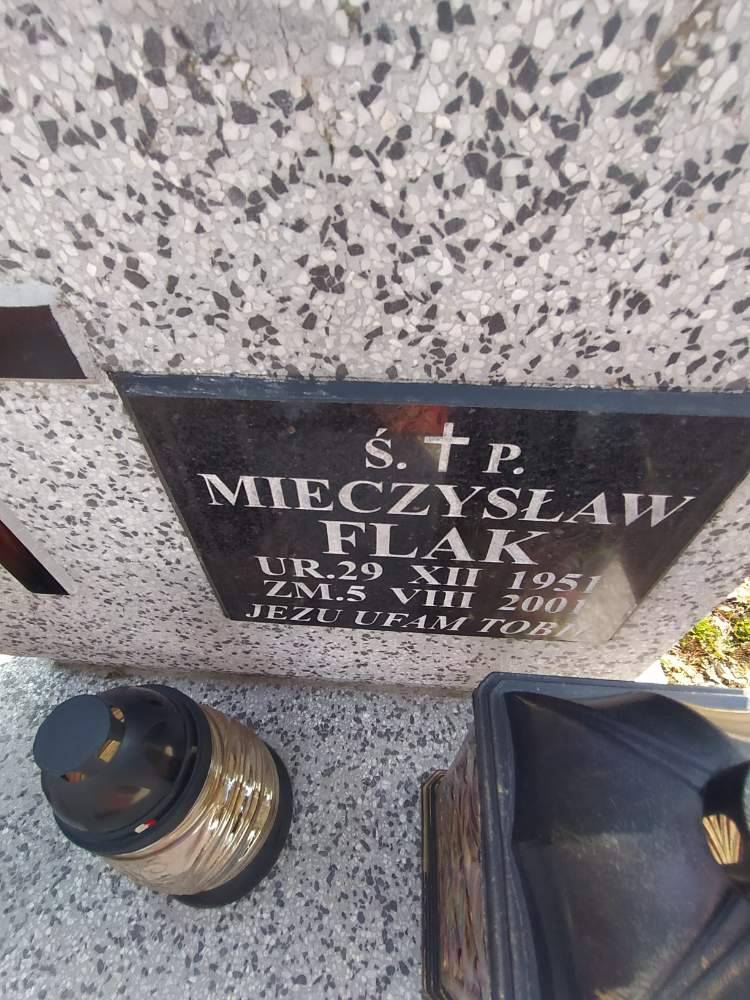 Ś. P.
MIECZYSŁAW
FLAK
UR.29 XII 1951
ZM.5 VIII 2001
JEZU UFAM TOBIE